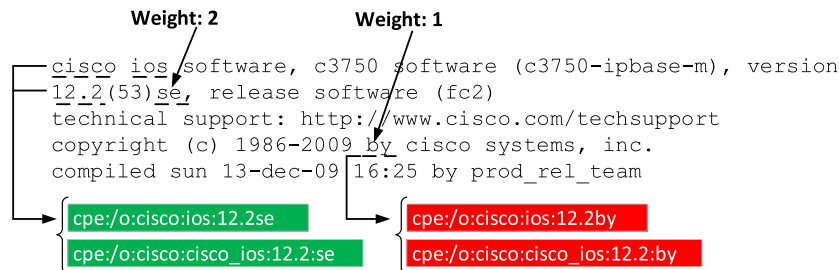 Weight: 2 Weight: 1
cisco ios software, c3750 software (c3750-ipbase-m), version
12.2(53)se, release software (fc2)
technical support: http://www.cisco.com/techsupport
copyright (c) 1986-2009 by cisco systems, inc.
compiled sun 13-dec-09 16:25 by prod_rel_team
cpe:/o:cisco:ios:12.2se cpe:/o:cisco:ios:12.2by
cpe:/o:cisco:cisco_ios:12.2:se cpe:/o:cisco:cisco_ios:12.2:by